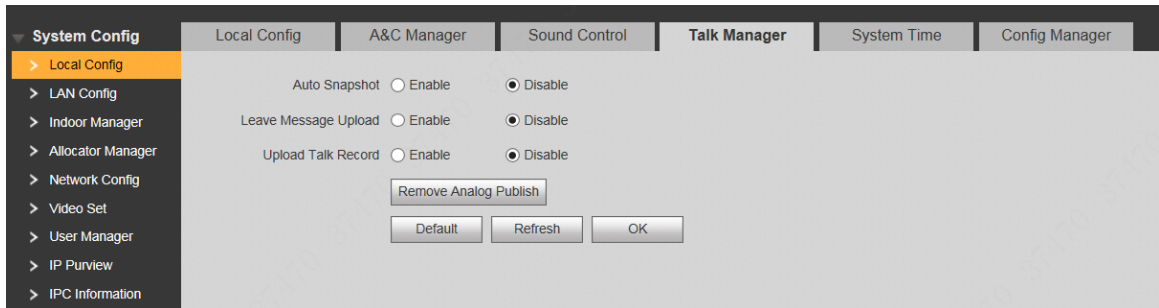 System Config
Local Config
LAN Config
Indoor Manager
Allocator Manager
Network Config
Video Set
User Manager
IP Purview
IPC Information
Local Config A&C Manager Sound Control Talk Manager System Time Config Manager
Auto Snapshot Enable Disable
Leave Message Upload Enable Disable
Upload Talk Record Enable Disable
Remove Analog Publish
Default Refresh OK